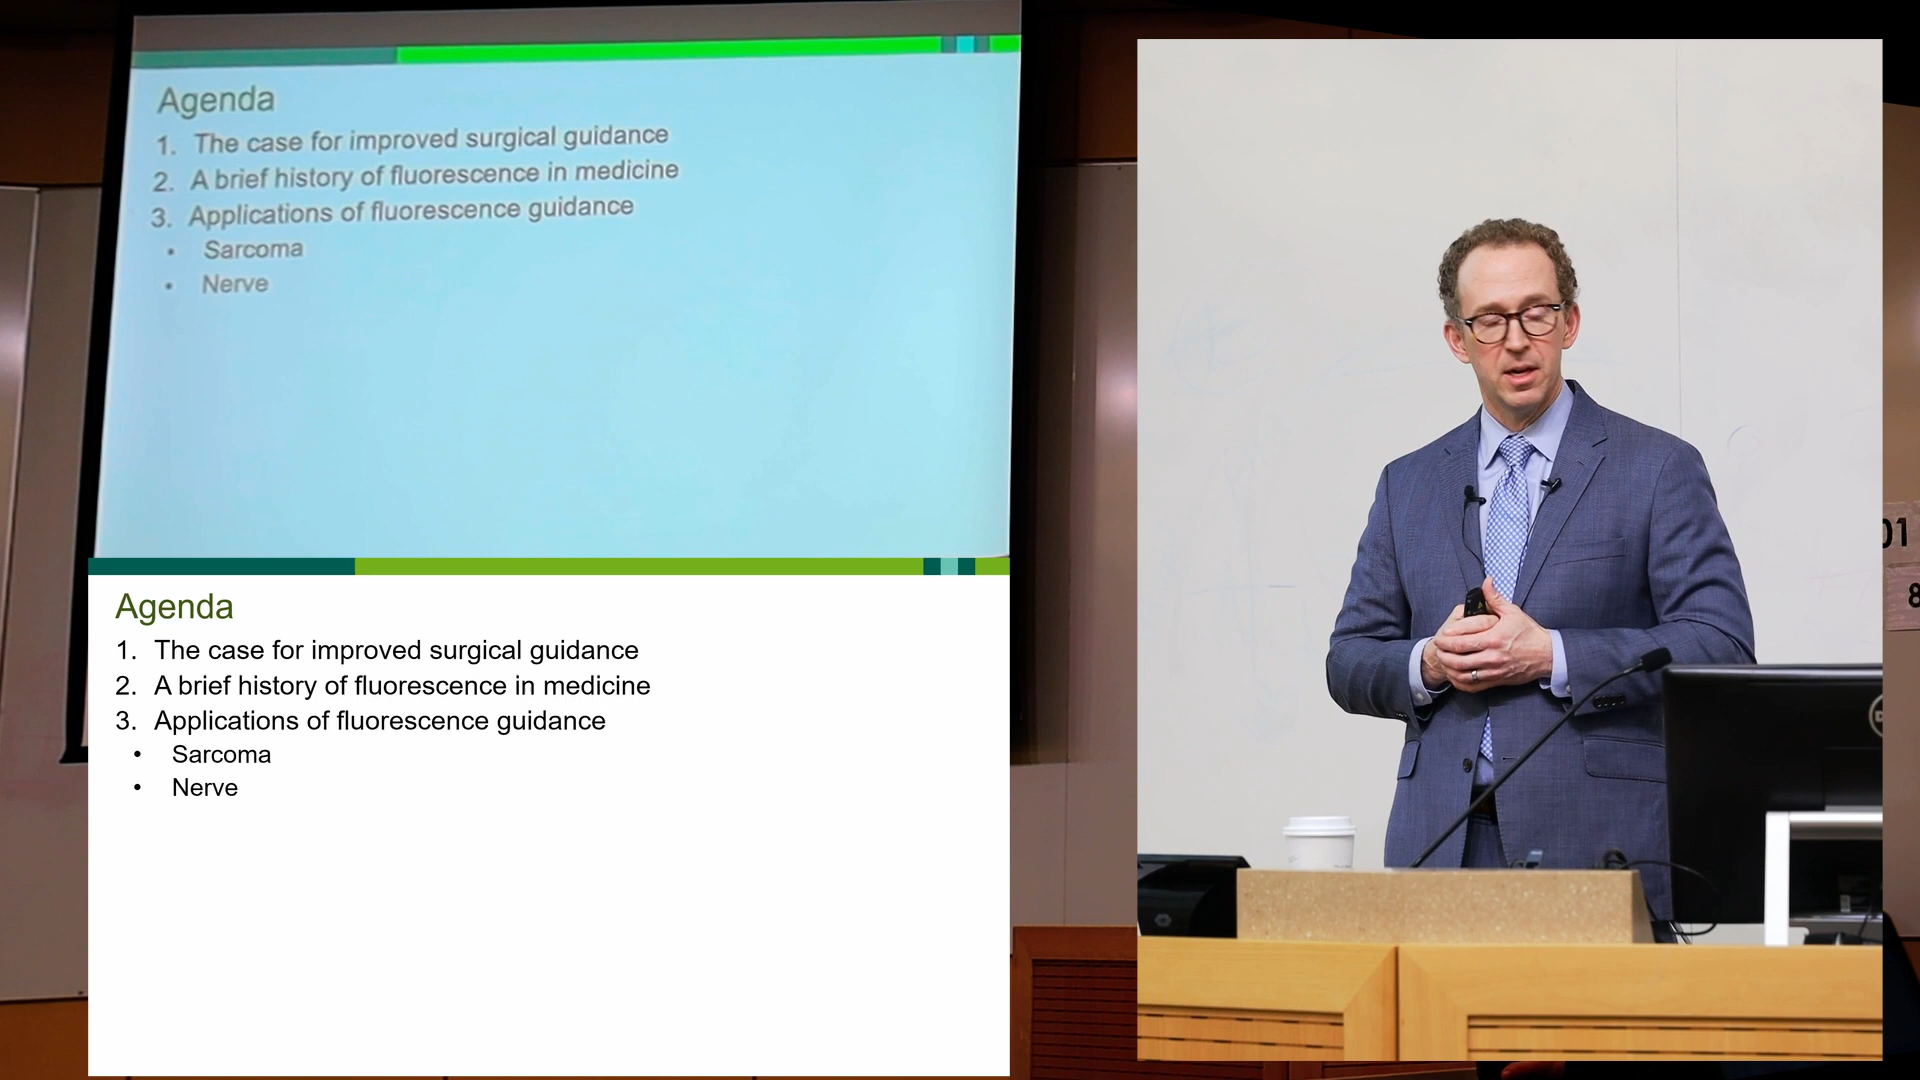 Agenda
1. The case for improved surgical guidance
2. A brief history of fluorescence in medicine
3. Applications of fluorescence guidance
• Sarcoma
• Nerve
Agenda
1. The case for improved surgical guidance
2. A brief history of fluorescence in medicine
3. Applications of fluorescence guidance
• Sarcoma
• Nerve
01
8